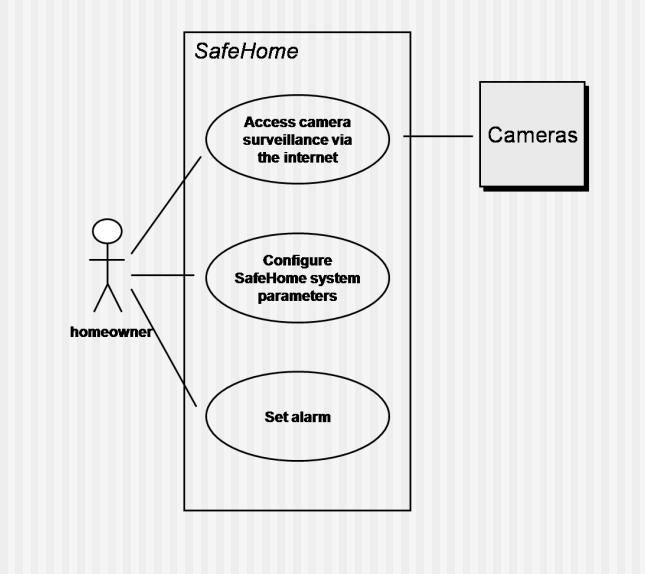 SafeHome
Access camera
surveillance via
the internet
Cameras
Configure
SafeHome system
parameters
homeowner
Set alarm